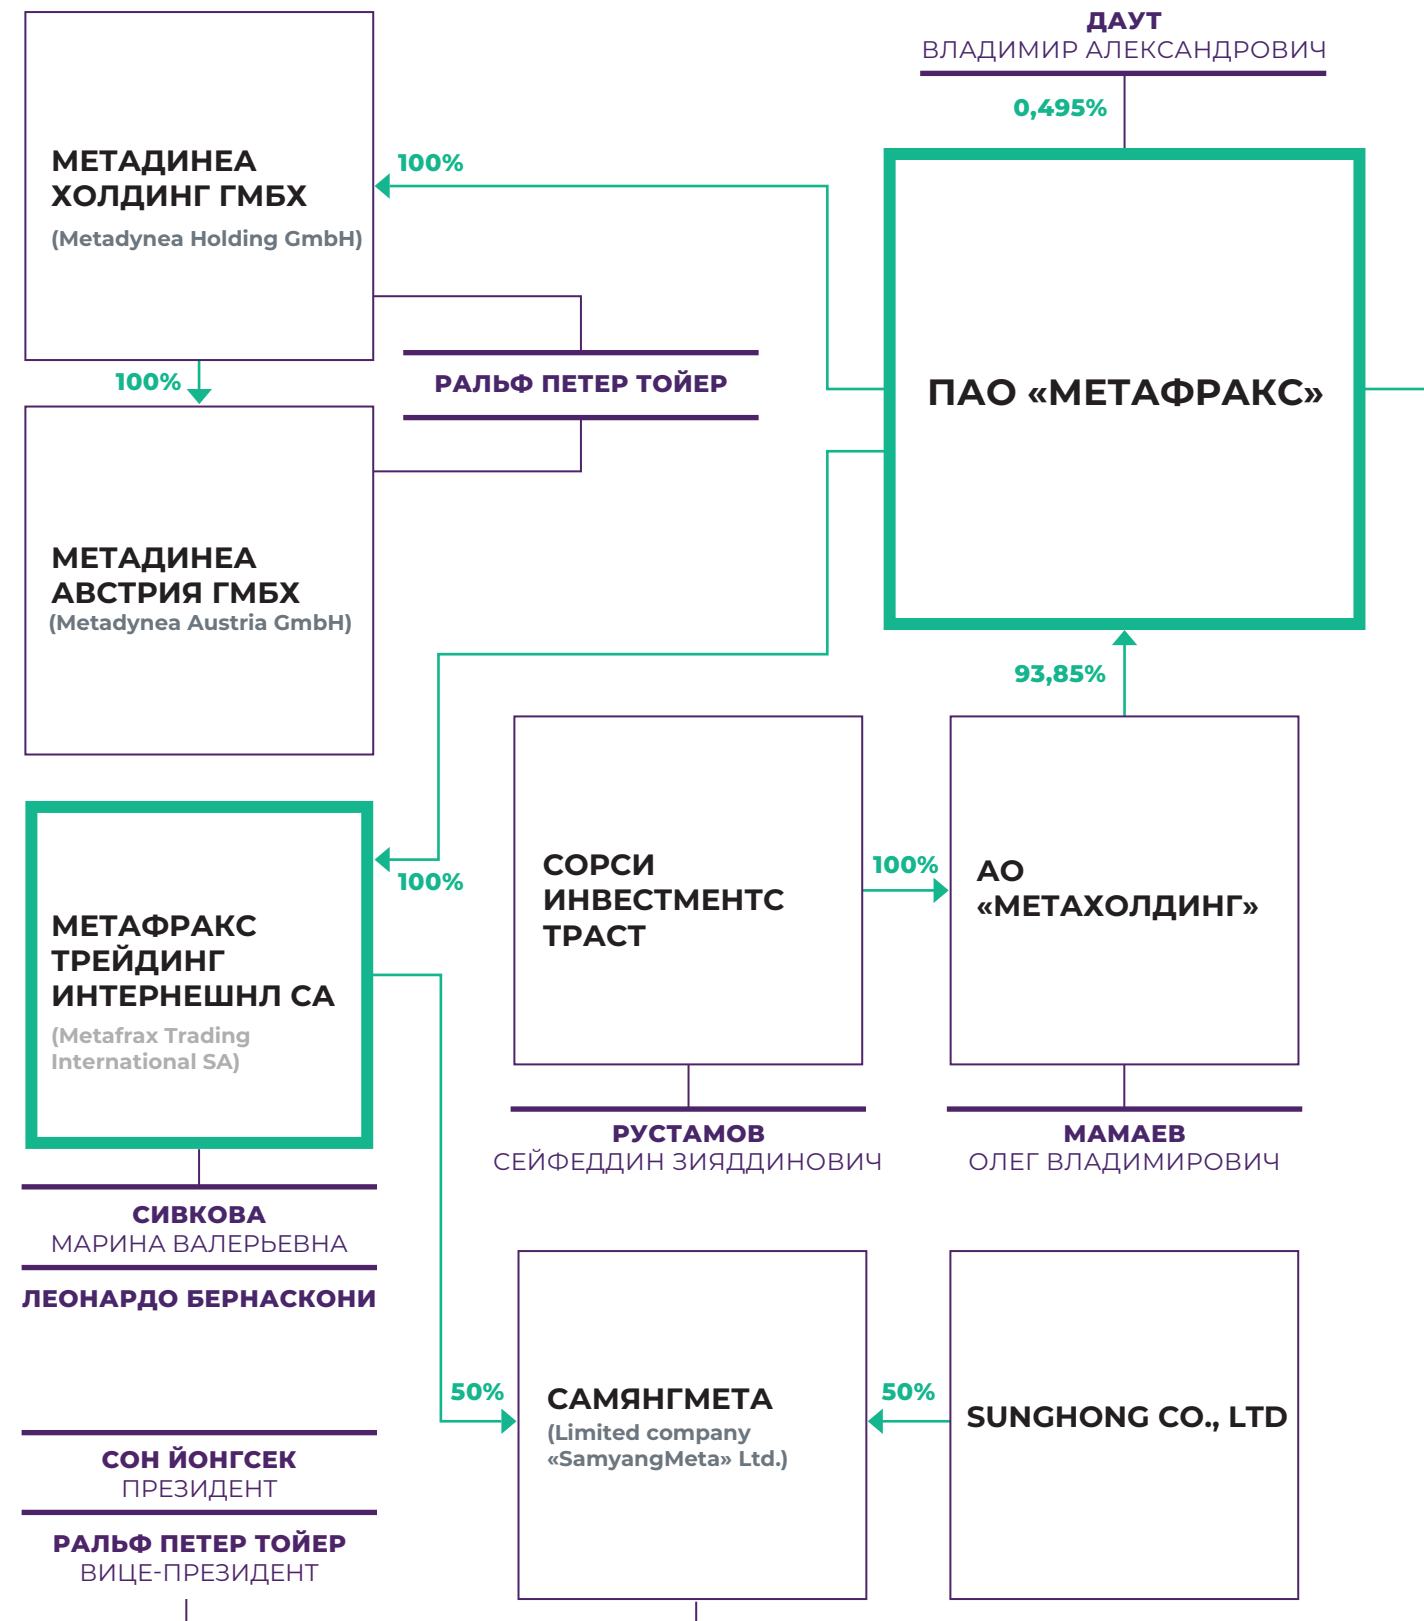 ДАУТ
ВЛАДИМИР АЛЕКСАНДРОВИЧ
0,495%
МЕТАДИНЕА
ХОЛДИНГ ГМБХ
(Metadynea Holding GmbH)
100%
100%
РАЛЬФ ПЕТЕР ТОЙЕР
ПАО «МЕТАФРАКС»
МЕТАДИНЕА
АВСТРИЯ ГМБХ
(Metadynea Austria GmbH)
93,85%
МЕТАФРАКС
ТРЕЙДИНГ
ИНТЕРНЕШНЛ СА
(Metafrax Trading
International SA)
100%
СОРСИ
ИНВЕСТМЕНТС
ТРАСТ
100%
АО
«МЕТАХОЛДИНГ»
РУСТАМОВ
СЕЙФЕДДИН ЗИЯДДИНОВИЧ
МАМАЕВ
ОЛЕГ ВЛАДИМИРОВИЧ
СИВКОВА
МАРИНА ВАЛЕРЬЕВНА
ЛЕОНАРДО БЕРНАСКОНИ
50%
САМЯНГМЕТА
(Limited company
«SamyangMeta» Ltd.)
50%
SUNGHONG CO., LTD
СОН ЙОНГСЕК
ПРЕЗИДЕНТ
РАЛЬФ ПЕТЕР ТОЙЕР
ВИЦЕ-ПРЕЗИДЕНТ